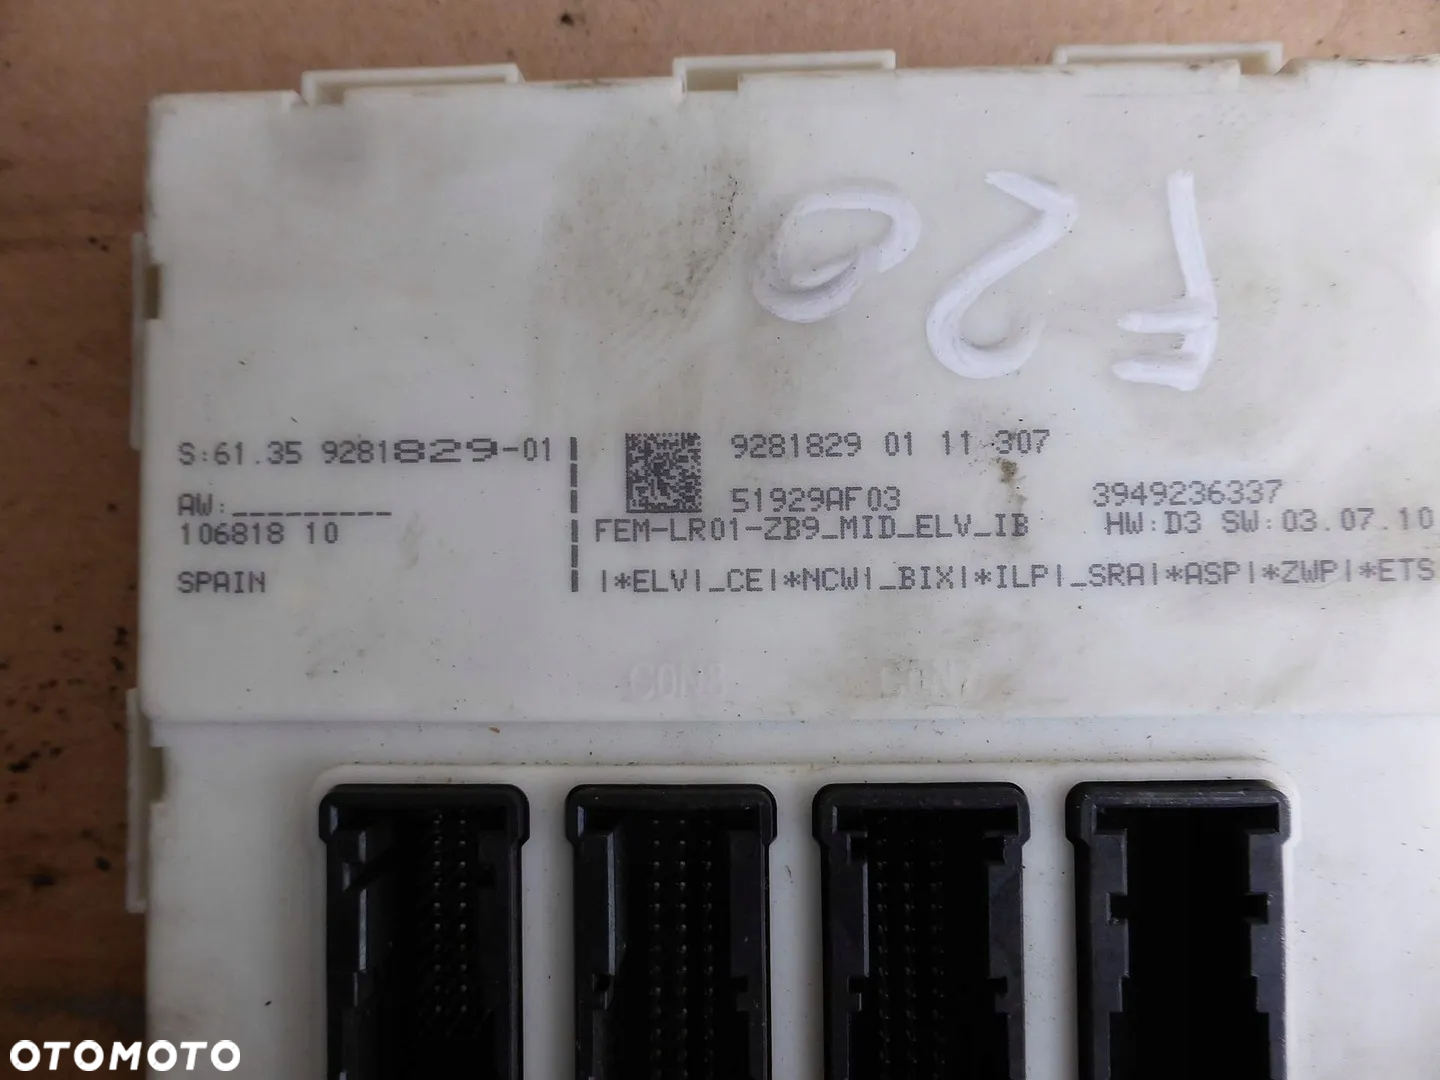 F20
S:61.35 9281829-01
AW:_________
106818 10
SPAIN
9281829 01 11 307
51929AF03
3949236337
FEM-LR01-ZB9_MID_ELV_IB
HW:D3 SW:03.07.10
|*ELV|_CE|*NCW|_BIX|*ILP|_SRA|*ASP|*ZWP|*ETS
OTOMOTO